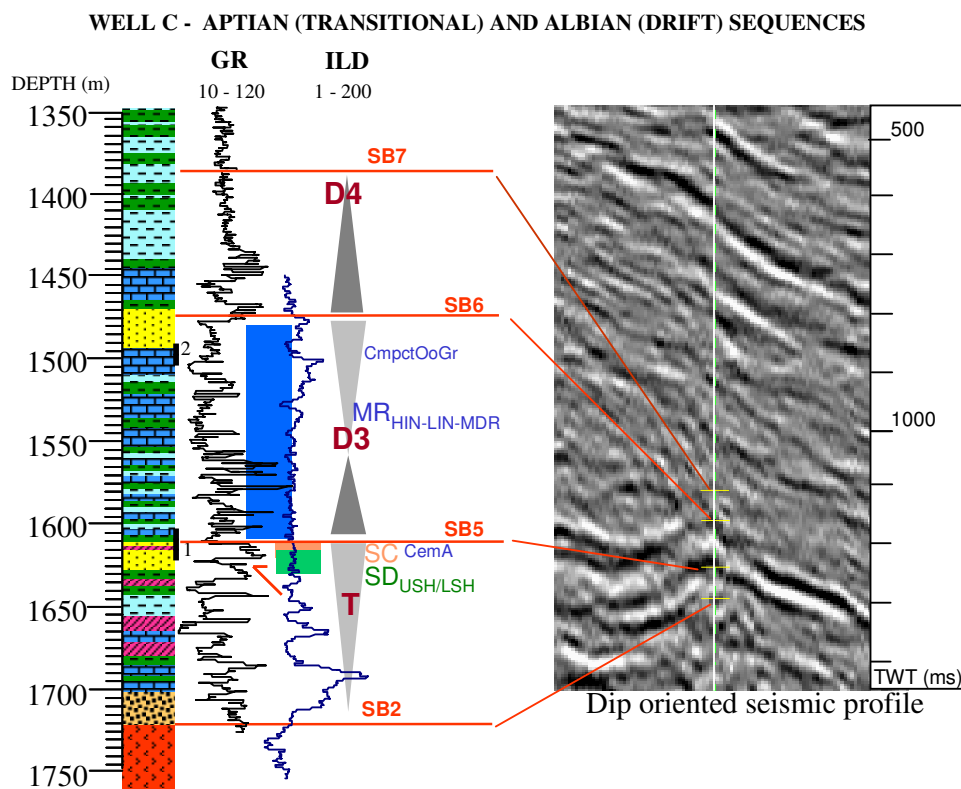 WELL C - APTIAN (TRANSITIONAL) AND ALBIAN (DRIFT) SEQUENCES
GR ILD
DEPTH (m) 10 - 120 1 - 200
1350
500
SB7
1400
D4
1450
SB6
2
1500
CmpctOoGr
MR HIN-LIN-MDR
1000
D3
1550
1600
SB5
1
SC CemA
SD USH/LSH
1650
T
1700
TWT (ms)
SB2
Dip oriented seismic profile
1750